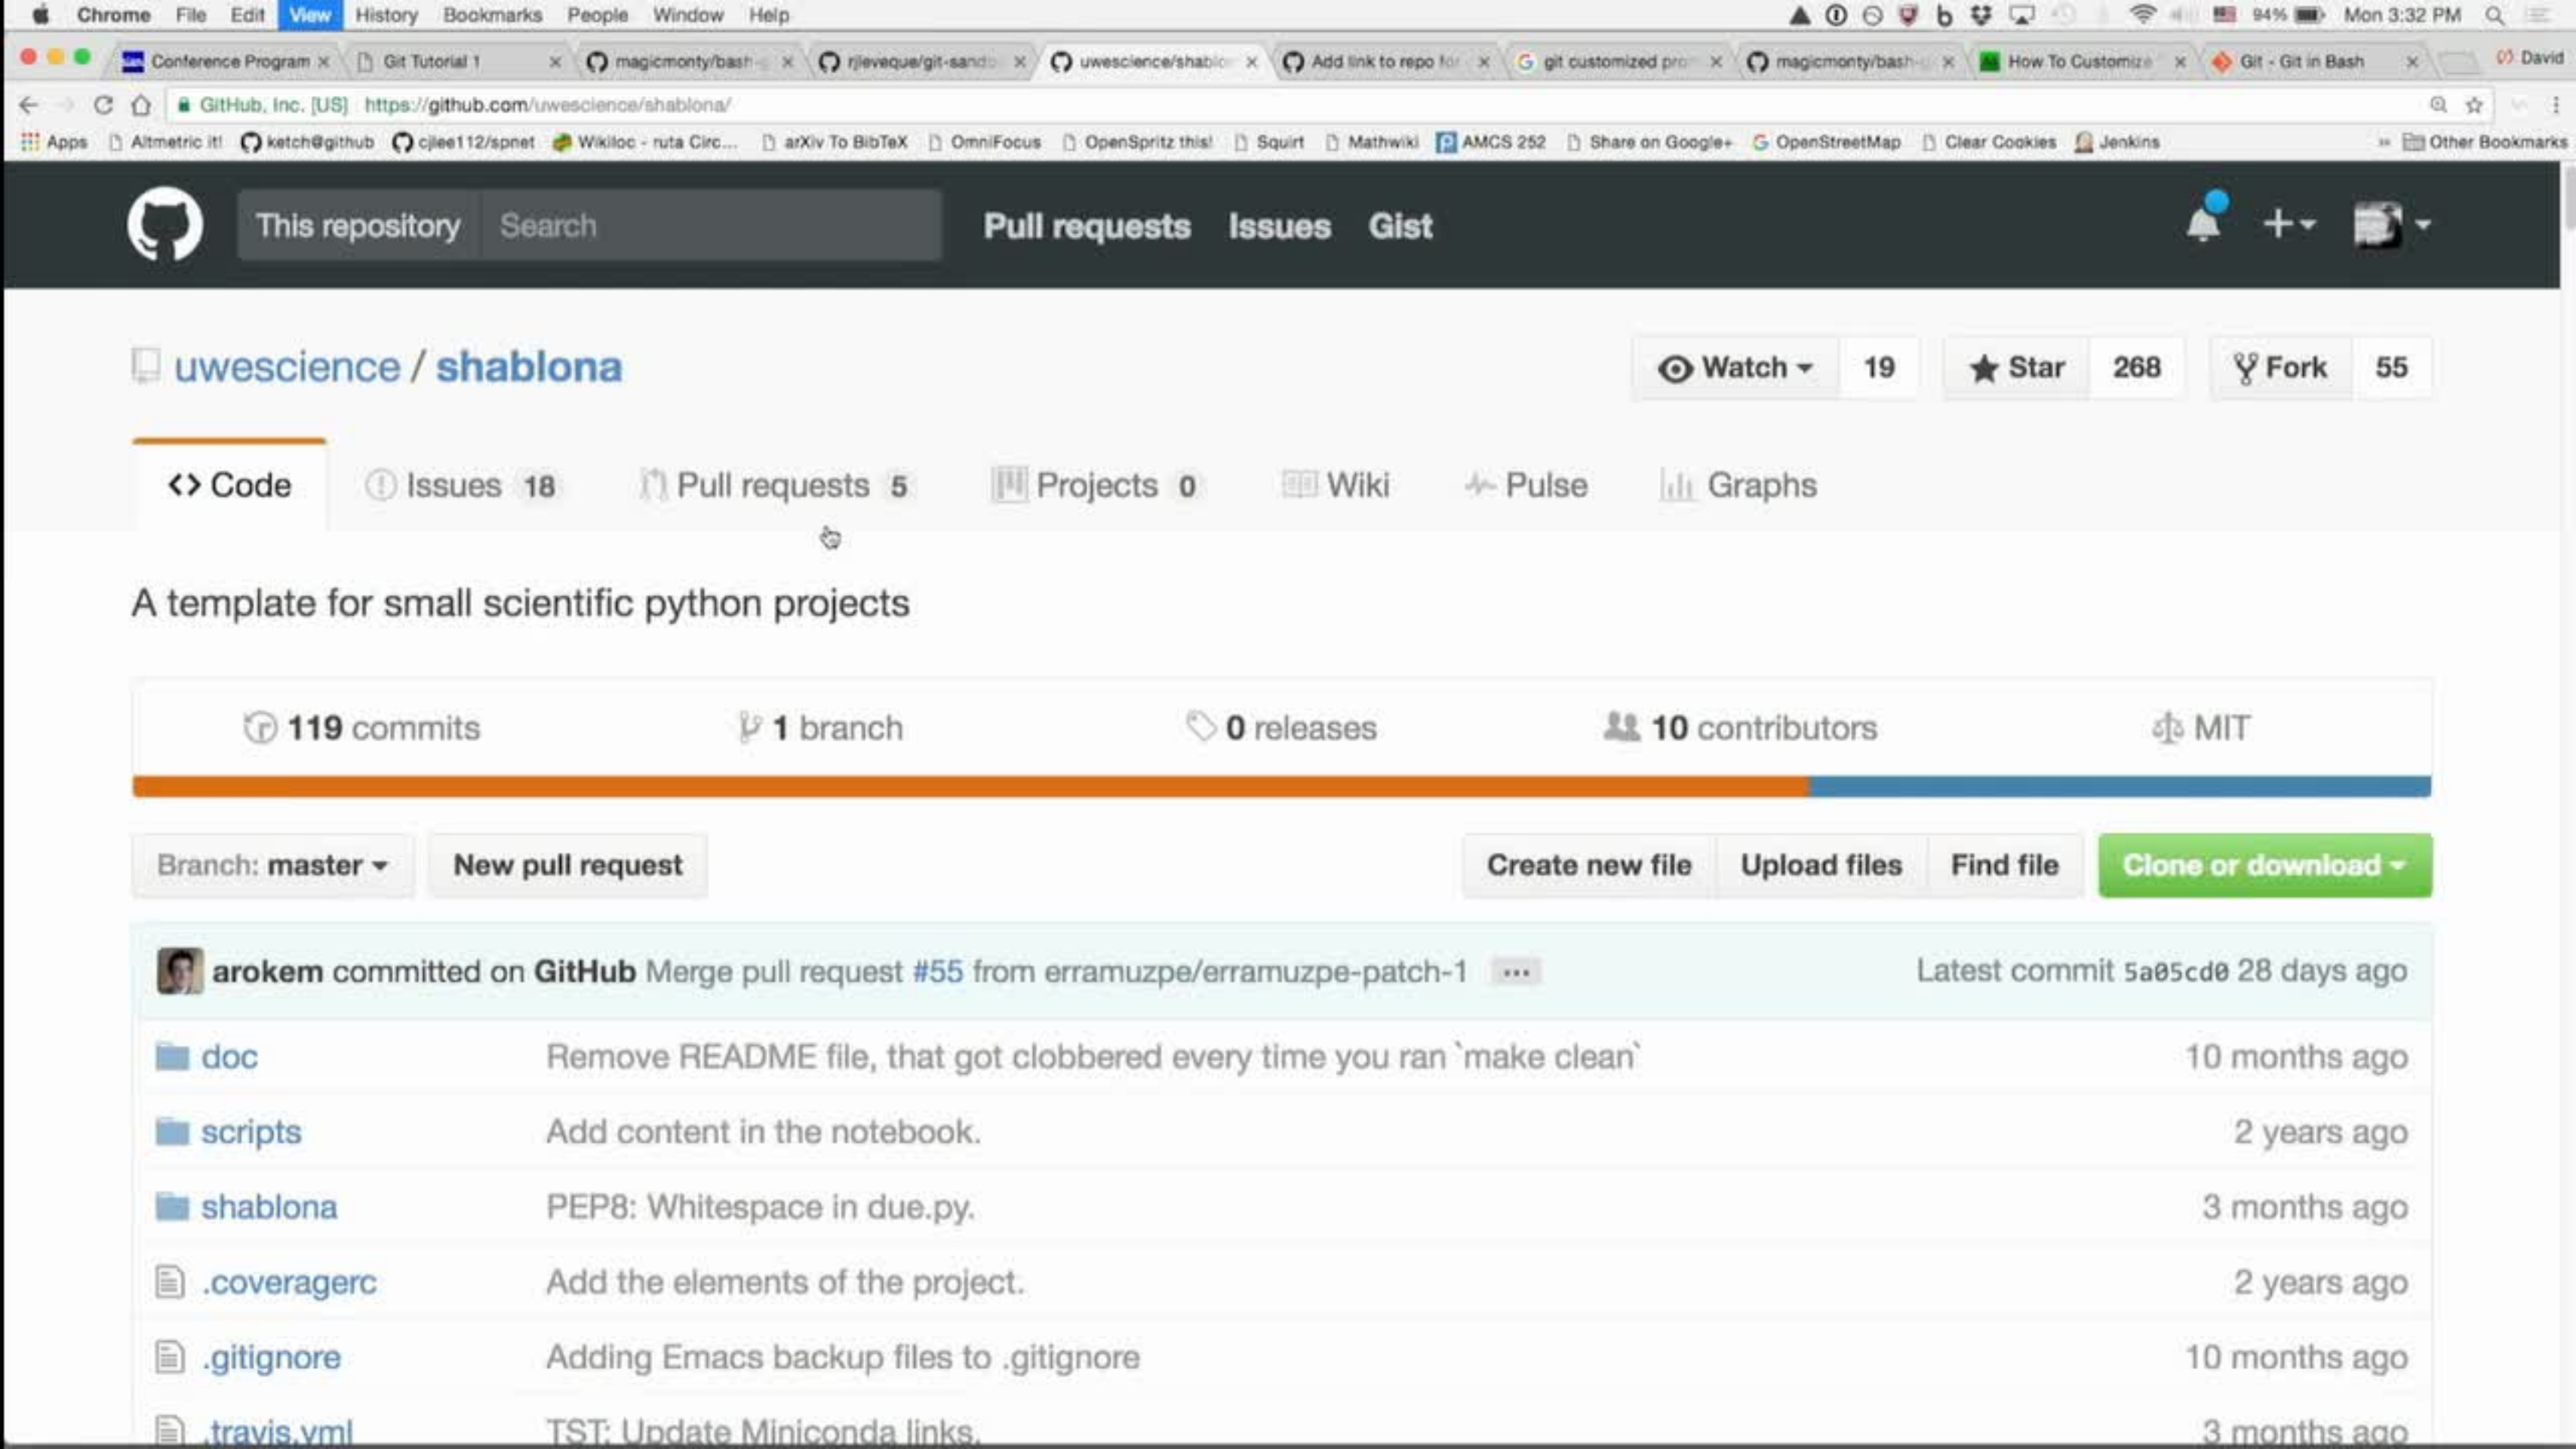 Chrome File Edit View History Bookmarks People Window Help 94% Mon 3:32 PM
Conference Program Git Tutorial 1 magicmonty/bash- rjleveque/git-sandb uwescience/shablo Add link to repo for git customized pro magicmonty/bash- How To Customize Git - Git in Bash David
GitHub, Inc. [US] https://github.com/uwescience/shablona/
Apps Altmetric it! ketch@github cjlee112/spnet Wikiloc - ruta Circ... arXiv To BibTeX OmniFocus OpenSpritz this! Squirt Mathwiki AMCS 252 Share on Google+ OpenStreetMap Clear Cookies Jenkins » Other Bookmarks
This repository Search Pull requests Issues Gist
uwescience / shablona Watch 19 Star 268 Fork 55
<> Code Issues 18 Pull requests 5 Projects 0 Wiki Pulse Graphs
A template for small scientific python projects
119 commits 1 branch 0 releases 10 contributors MIT
Branch: master New pull request Create new file Upload files Find file Clone or download
arokem committed on GitHub Merge pull request #55 from erramuzpe/erramuzpe-patch-1 ... Latest commit 5a05cd0 28 days ago
doc Remove README file, that got clobbered every time you ran `make clean` 10 months ago
scripts Add content in the notebook. 2 years ago
shablona PEP8: Whitespace in due.py. 3 months ago
.coveragerc Add the elements of the project. 2 years ago
.gitignore Adding Emacs backup files to .gitignore 10 months ago
.travis.yml TST: Update Miniconda links. 3 months ago